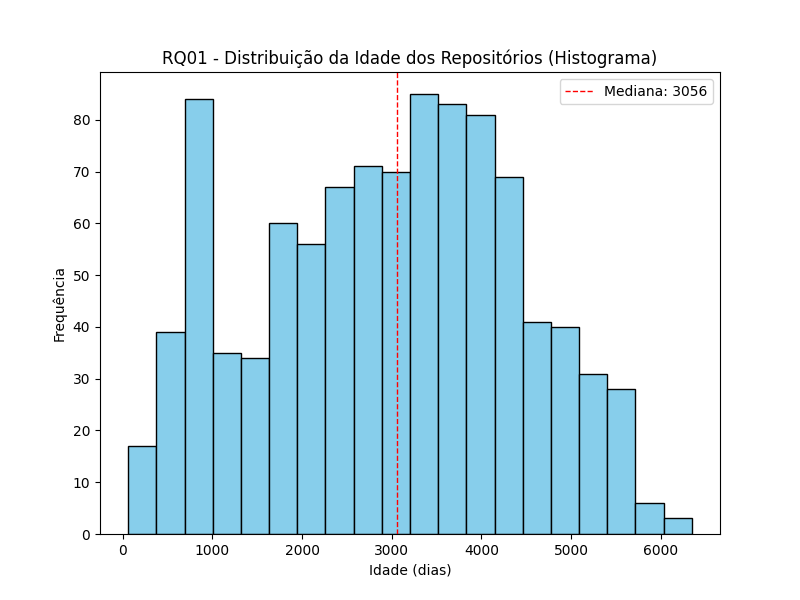 RQ01 - Distribuição da Idade dos Repositórios (Histograma)
Mediana: 3056
Frequência
80
70
60
50
40
30
20
10
0
0 1000 2000 3000 4000 5000 6000
Idade (dias)